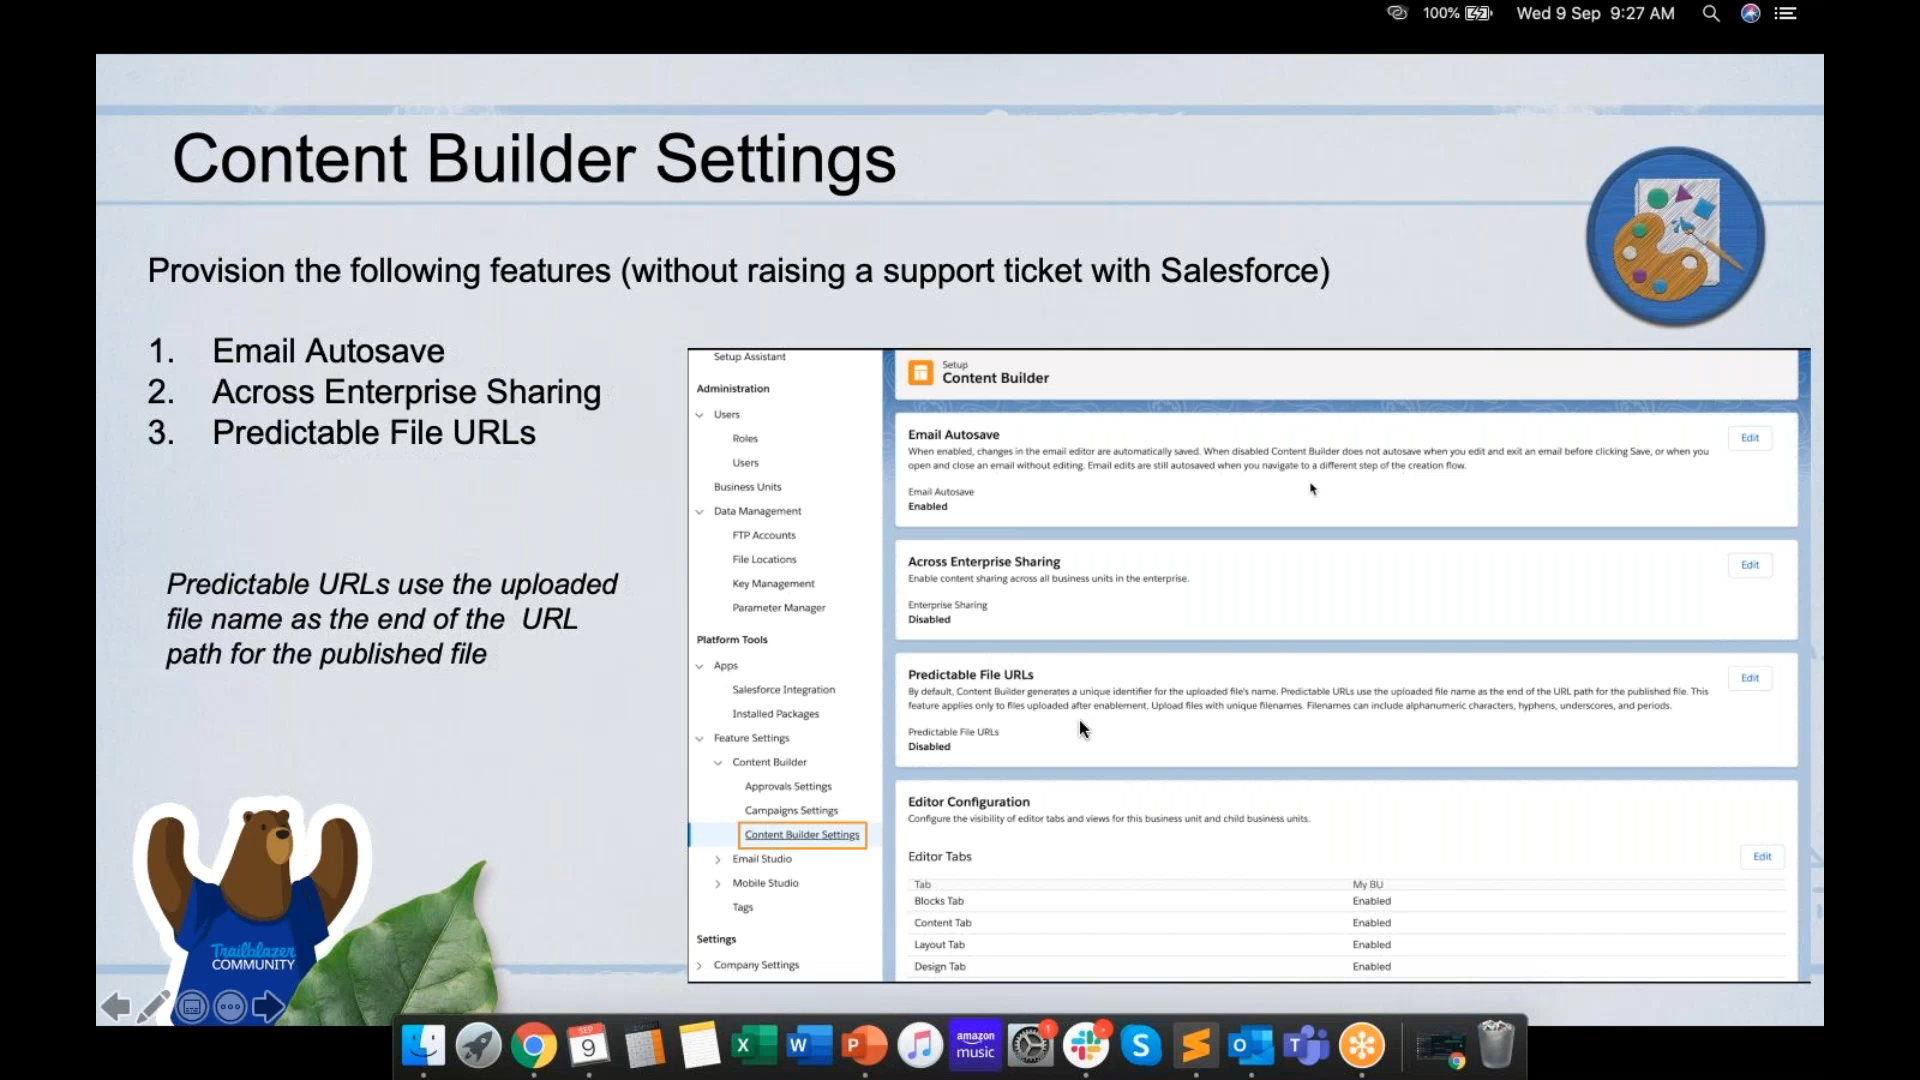 100% Wed 9 Sep 9:27 AM
Content Builder Settings
Provision the following features (without raising a support ticket with Salesforce)
1. Email Autosave
2. Across Enterprise Sharing
3. Predictable File URLs
Predictable URLs use the uploaded
file name as the end of the URL
path for the published file
Trailblazer
COMMUNITY
Setup Assistant
Administration
Users
Roles
Users
Business Units
Data Management
FTP Accounts
File Locations
Key Management
Parameter Manager
Platform Tools
Apps
Salesforce Integration
Installed Packages
Feature Settings
Content Builder
Approvals Settings
Campaigns Settings
Content Builder Settings
Email Studio
Mobile Studio
Tags
Settings
Company Settings
Setup
Content Builder
Email Autosave
Edit
When enabled, changes in the email editor are automatically saved. When disabled Content Builder does not autosave when you edit and exit an email before clicking Save, or when you
open and close an email without editing. Email edits are still autosaved when you navigate to a different step of the creation flow.
Email Autosave
Enabled
Across Enterprise Sharing
Edit
Enable content sharing across all business units in the enterprise.
Enterprise Sharing
Disabled
Predictable File URLs
Edit
By default, Content Builder generates a unique identifier for the uploaded file's name. Predictable URLs use the uploaded file name as the end of the URL path for the published file. This
feature applies only to files uploaded after enablement. Upload files with unique filenames. Filenames can include alphanumeric characters, hyphens, underscores, and periods.
Predictable File URLs
Disabled
Editor Configuration
Configure the visibility of editor tabs and views for this business unit and child business units.
Editor Tabs
Edit
Tab My BU
Blocks Tab Enabled
Content Tab Enabled
Layout Tab Enabled
Design Tab Enabled
SEP
9
X
W
P
amazon
music
1
S
O
T